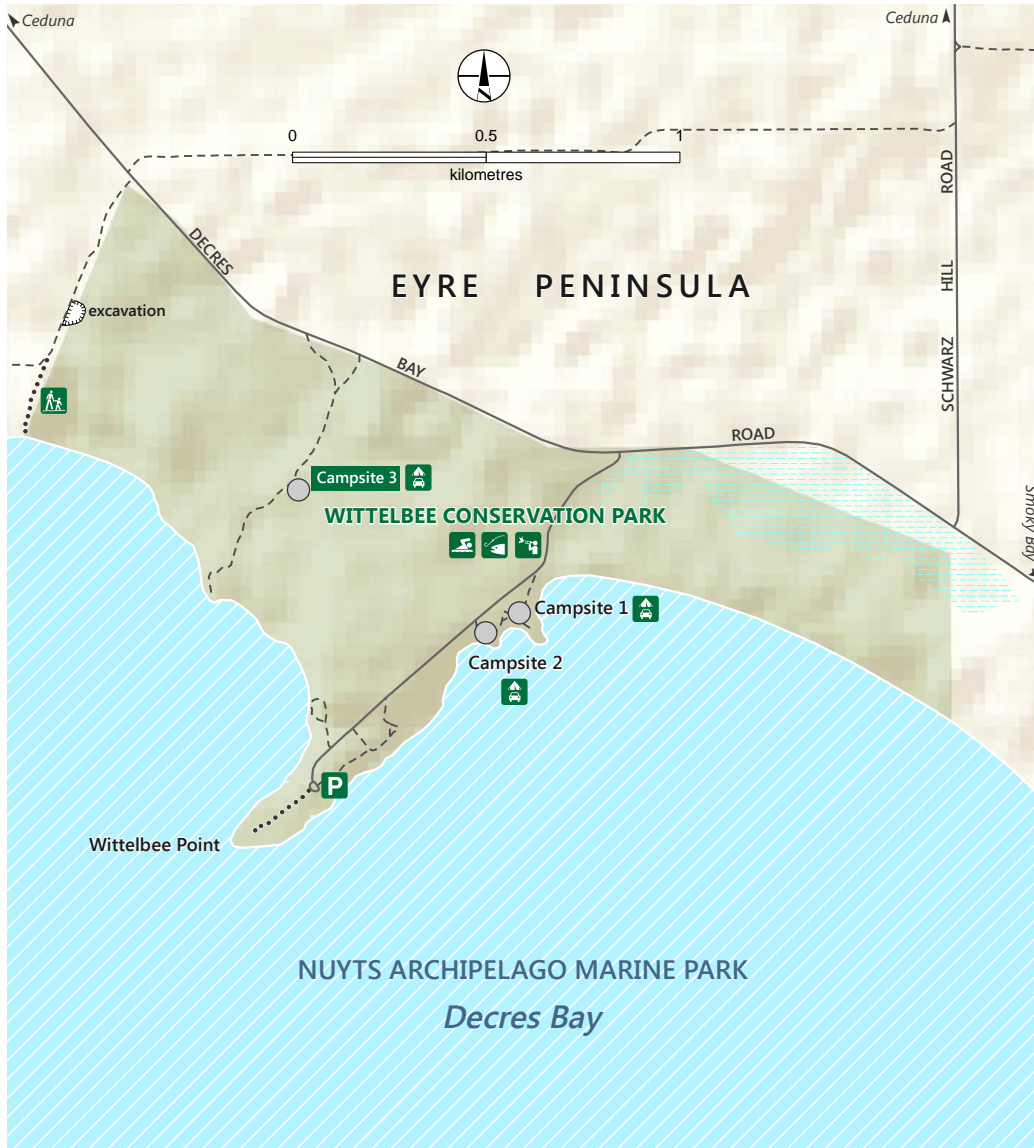 Ceduna
Ceduna
0 0.5 1
kilometres
ROAD
DECRES
EYRE PENINSULA
HILL
excavation
BAY
SCHWARZ
ROAD
Campsite 3
Smoky Bay
WITTELBEE CONSERVATION PARK
Campsite 1
Campsite 2
P
Wittelbee Point
NUYTS ARCHIPELAGO MARINE PARK
Decres Bay